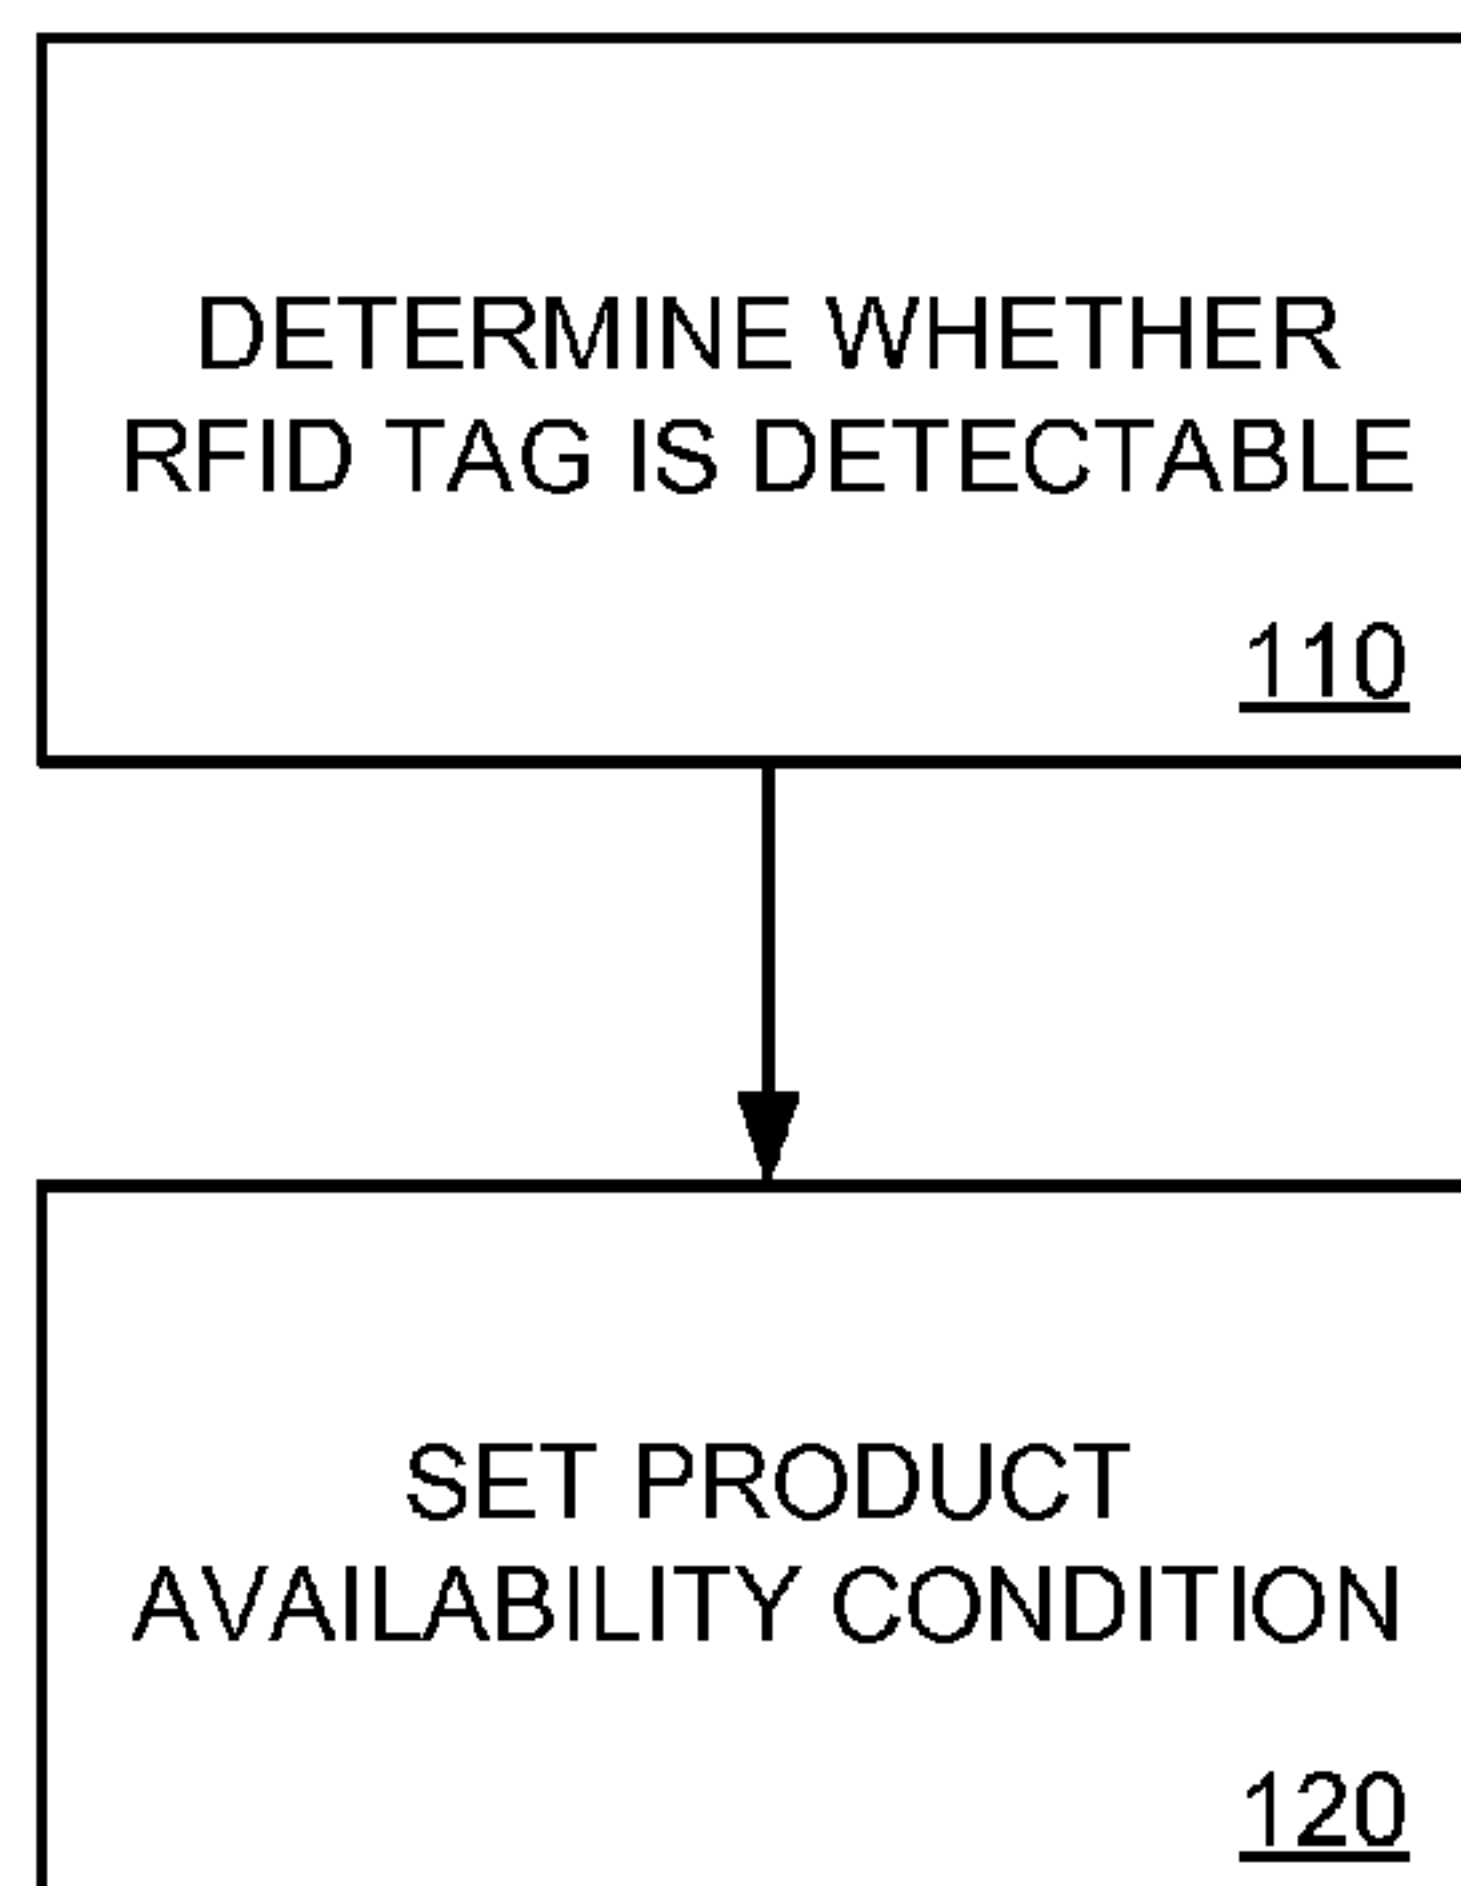 DETERMINE WHETHER
RFID TAG IS DETECTABLE
110
SET PRODUCT
AVAILABILITY CONDITION
120